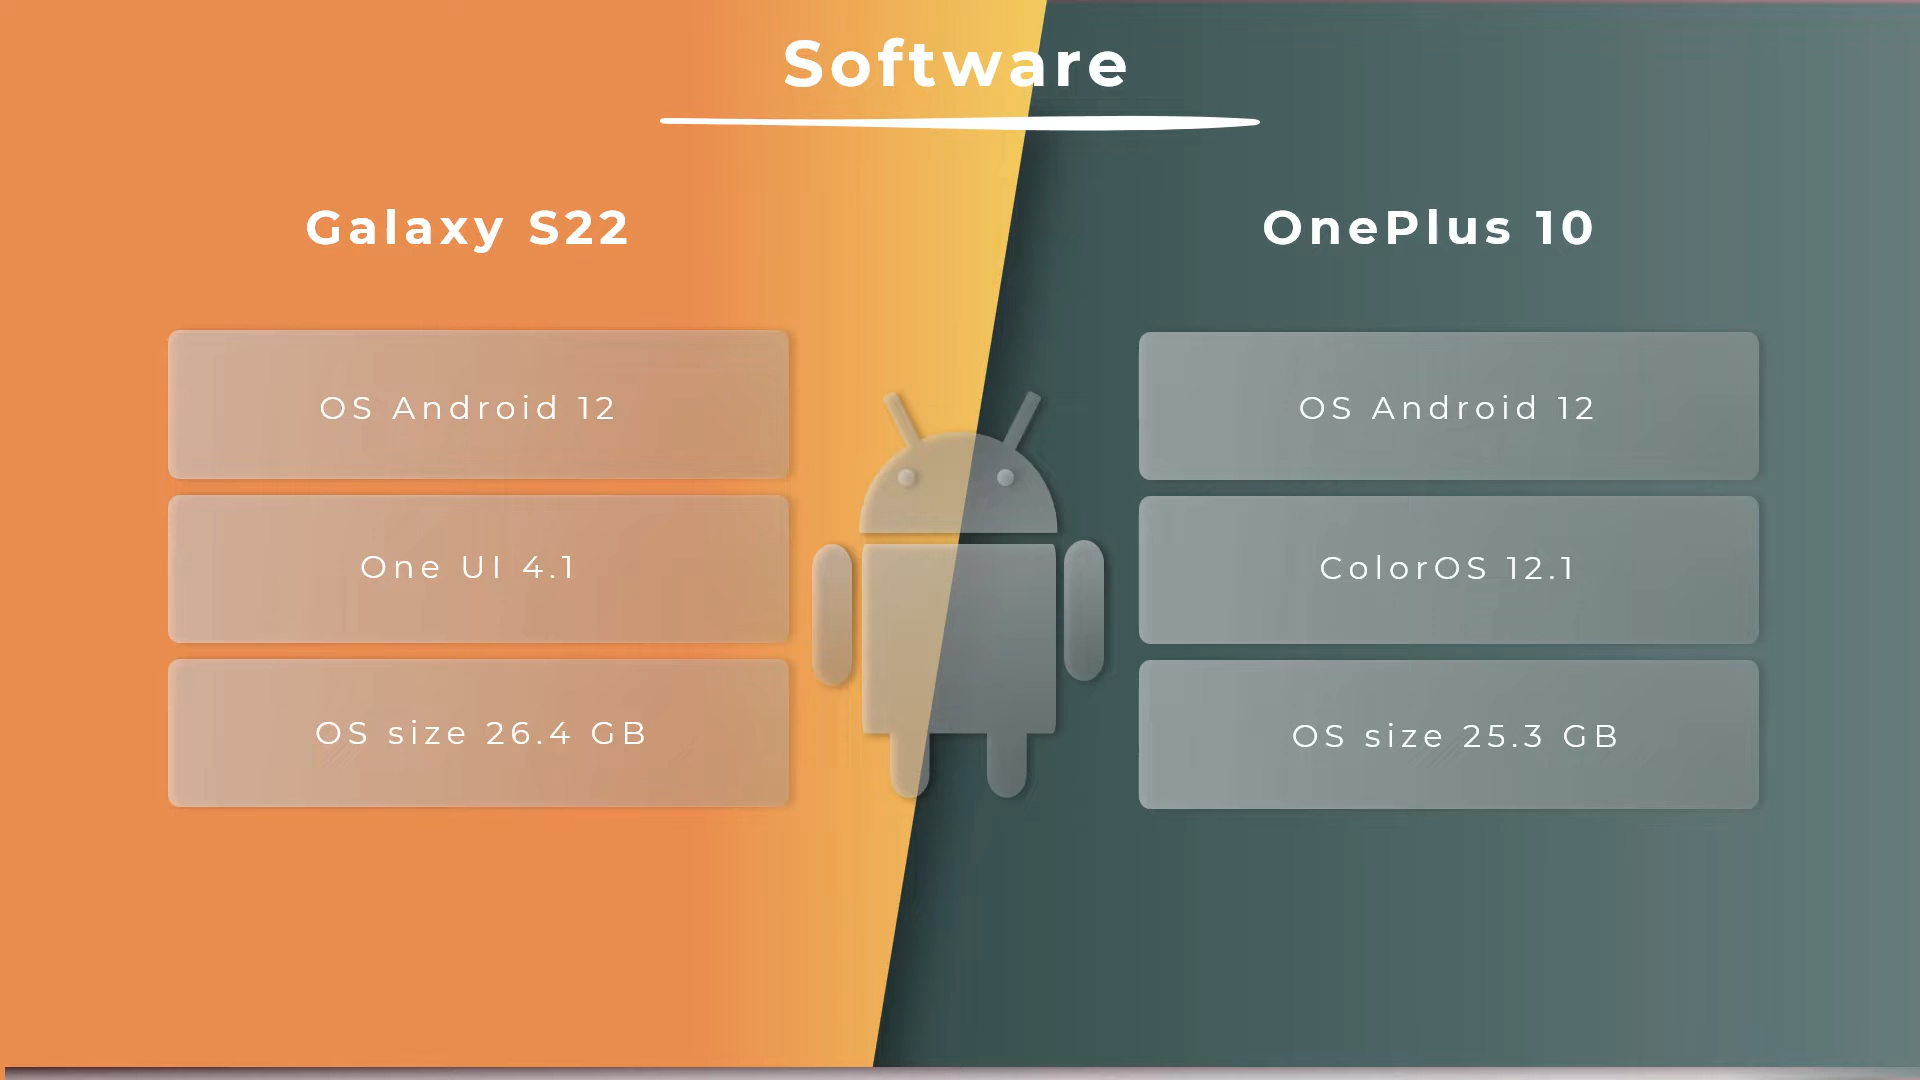 Software
Galaxy S22
OS Android 12
One UI 4.1
OS size 26.4 GB
OnePlus 10
OS Android 12
ColorOS 12.1
OS size 25.3 GB